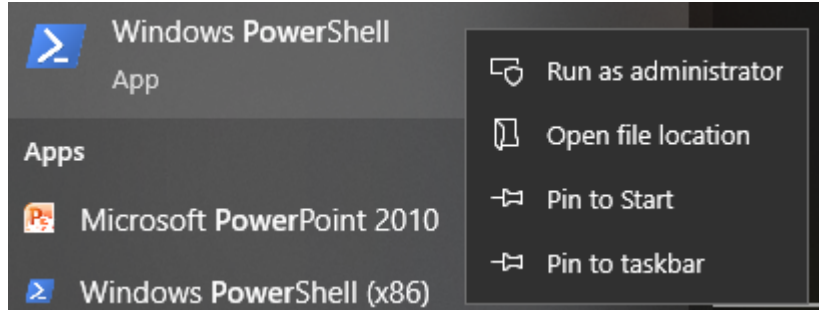 Windows PowerShell
App
Apps
Microsoft PowerPoint 2010
Windows PowerShell (x86)
Run as administrator
Open file location
Pin to Start
Pin to taskbar